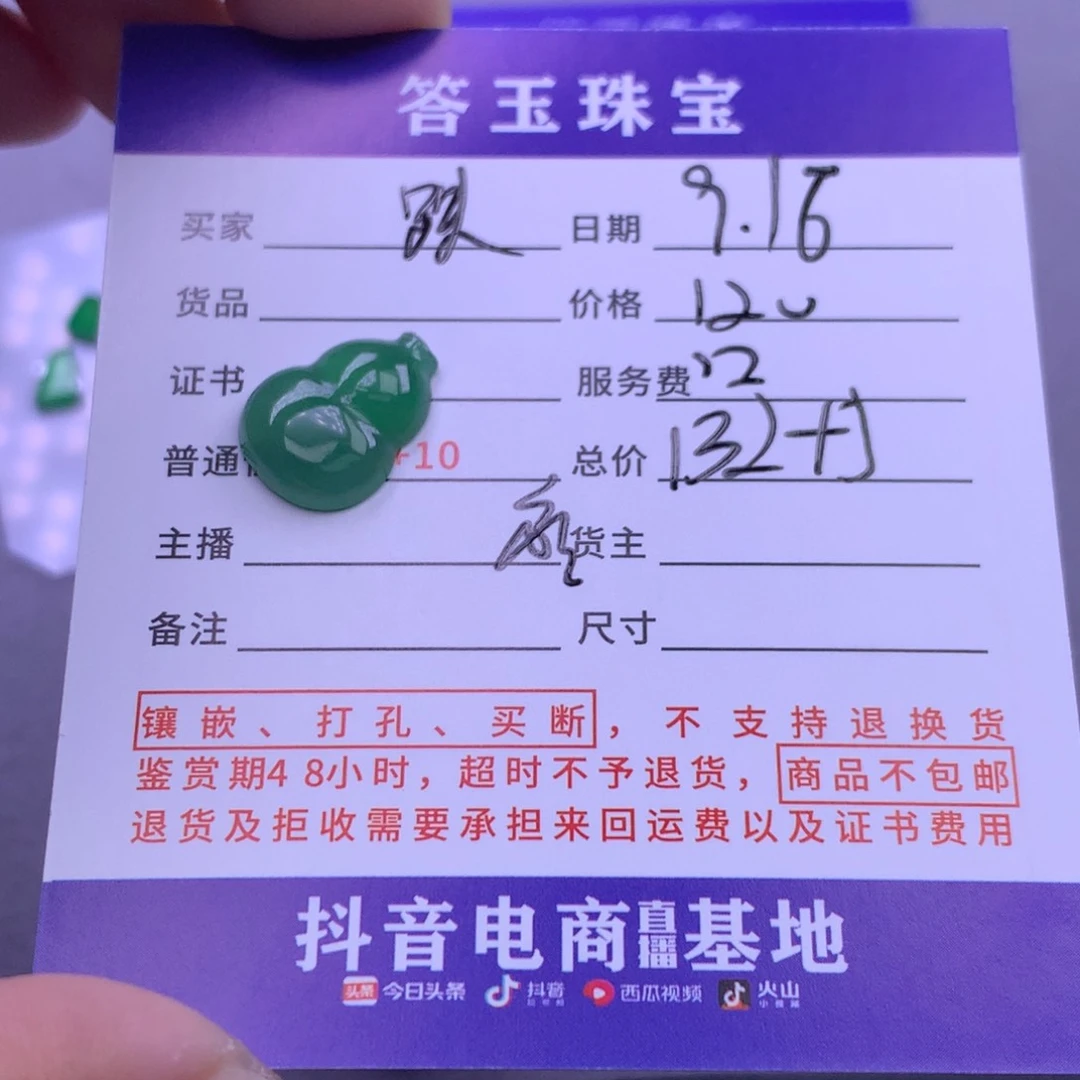 答玉珠宝
买家 跌 日期 9.16
货品 价格 120
证书 服务费 12
普通 +10 总价 132+
主播 货主
备注 尺寸
镶嵌、打孔、买断，不支持退换货
鉴赏期48小时，超时不予退货，商品不包邮
退货及拒收需要承担来回运费以及证书费用
抖音电商直播基地
头条 今日头条 抖音 西瓜视频 火山